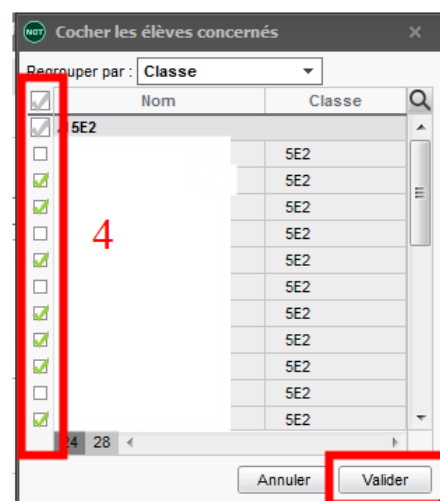 NOT Cocher les élèves concernés
Regrouper par : Classe
Nom Classe
5E2
5E2
5E2
5E2
5E2
4
5E2
5E2
5E2
5E2
5E2
5E2
5E2
24 28
Annuler Valider